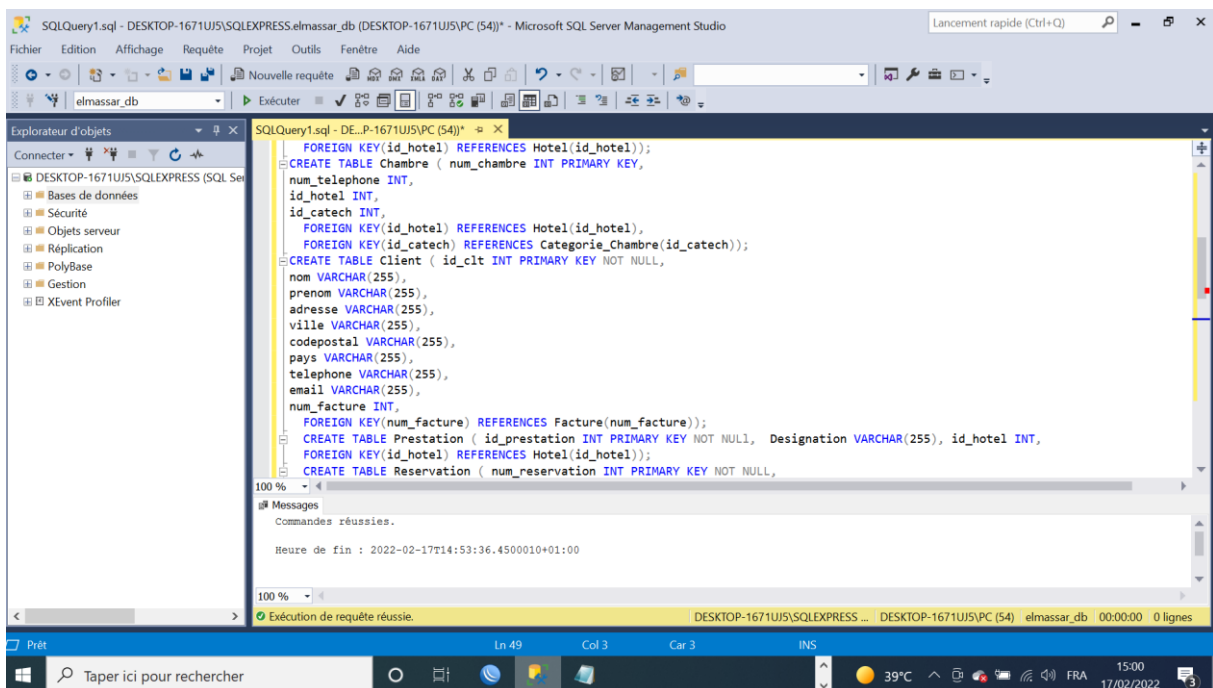 SQLQuery1.sql - DESKTOP-1671UJ5\SQLEXPRESS.elmassar_db (DESKTOP-1671UJ5\PC (54))* - Microsoft SQL Server Management Studio
Lancement rapide (Ctrl+Q)
Fichier Edition Affichage Requête Projet Outils Fenêtre Aide
Nouvelle requête
elmassar_db
Exécuter
Explorateur d'objets
Connecter
DESKTOP-1671UJ5\SQLEXPRESS (SQL Ser
Bases de données
Sécurité
Objets serveur
Réplication
PolyBase
Gestion
XEvent Profiler
SQLQuery1.sql - DE...P-1671UJ5\PC (54))*
FOREIGN KEY(id_hotel) REFERENCES Hotel(id_hotel));
CREATE TABLE Chambre ( num_chambre INT PRIMARY KEY,
num_telephone INT,
id_hotel INT,
id_catech INT,
FOREIGN KEY(id_hotel) REFERENCES Hotel(id_hotel),
FOREIGN KEY(id_catech) REFERENCES Categorie_Chambre(id_catech));
CREATE TABLE Client ( id_clt INT PRIMARY KEY NOT NULL,
nom VARCHAR(255),
prenom VARCHAR(255),
adresse VARCHAR(255),
ville VARCHAR(255),
codepostal VARCHAR(255),
pays VARCHAR(255),
telephone VARCHAR(255),
email VARCHAR(255),
num_facture INT,
FOREIGN KEY(num_facture) REFERENCES Facture(num_facture));
CREATE TABLE Prestation ( id_prestation INT PRIMARY KEY NOT NULl, Designation VARCHAR(255), id_hotel INT,
FOREIGN KEY(id_hotel) REFERENCES Hotel(id_hotel));
CREATE TABLE Reservation ( num_reservation INT PRIMARY KEY NOT NULL,
100 %
Messages
Commandes réussies.
Heure de fin : 2022-02-17T14:53:36.4500010+01:00
100 %
Exécution de requête réussie.
DESKTOP-1671UJ5\SQLEXPRESS ... DESKTOP-1671UJ5\PC (54) elmassar_db 00:00:00 0 lignes
Prêt
Ln 49 Col 3 Car 3 INS
Taper ici pour rechercher
39°C
FRA
15:00
17/02/2022
3